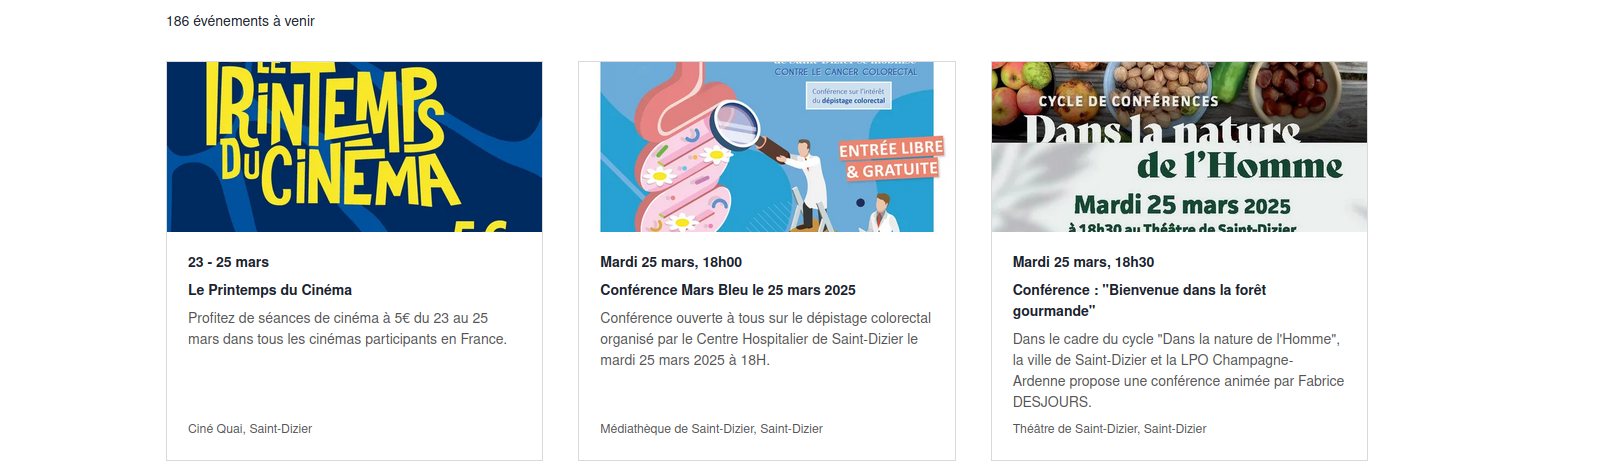 186 événements à venir
LE
PRINTEMPS
DU CINÉMA
5€
23 - 25 mars
Le Printemps du Cinéma
Profitez de séances de cinéma à 5€ du 23 au 25
mars dans tous les cinémas participants en France.
Ciné Quai, Saint-Dizier
de Saint-Dizier se mobilise
CONTRE LE CANCER COLORECTAL
Conférence sur l'intérêt
du dépistage colorectal
ENTRÉE LIBRE
& GRATUITE
Mardi 25 mars, 18h00
Conférence Mars Bleu le 25 mars 2025
Conférence ouverte à tous sur le dépistage colorectal
organisé par le Centre Hospitalier de Saint-Dizier le
mardi 25 mars 2025 à 18H.
Médiathèque de Saint-Dizier, Saint-Dizier
CYCLE DE CONFÉRENCES
Dans la nature
de l'Homme
Mardi 25 mars 2025
à 18h30 au Théâtre de Saint-Dizier
Mardi 25 mars, 18h30
Conférence : "Bienvenue dans la forêt
gourmande"
Dans le cadre du cycle "Dans la nature de l'Homme",
la ville de Saint-Dizier et la LPO Champagne-
Ardenne propose une conférence animée par Fabrice
DESJOURS.
Théâtre de Saint-Dizier, Saint-Dizier